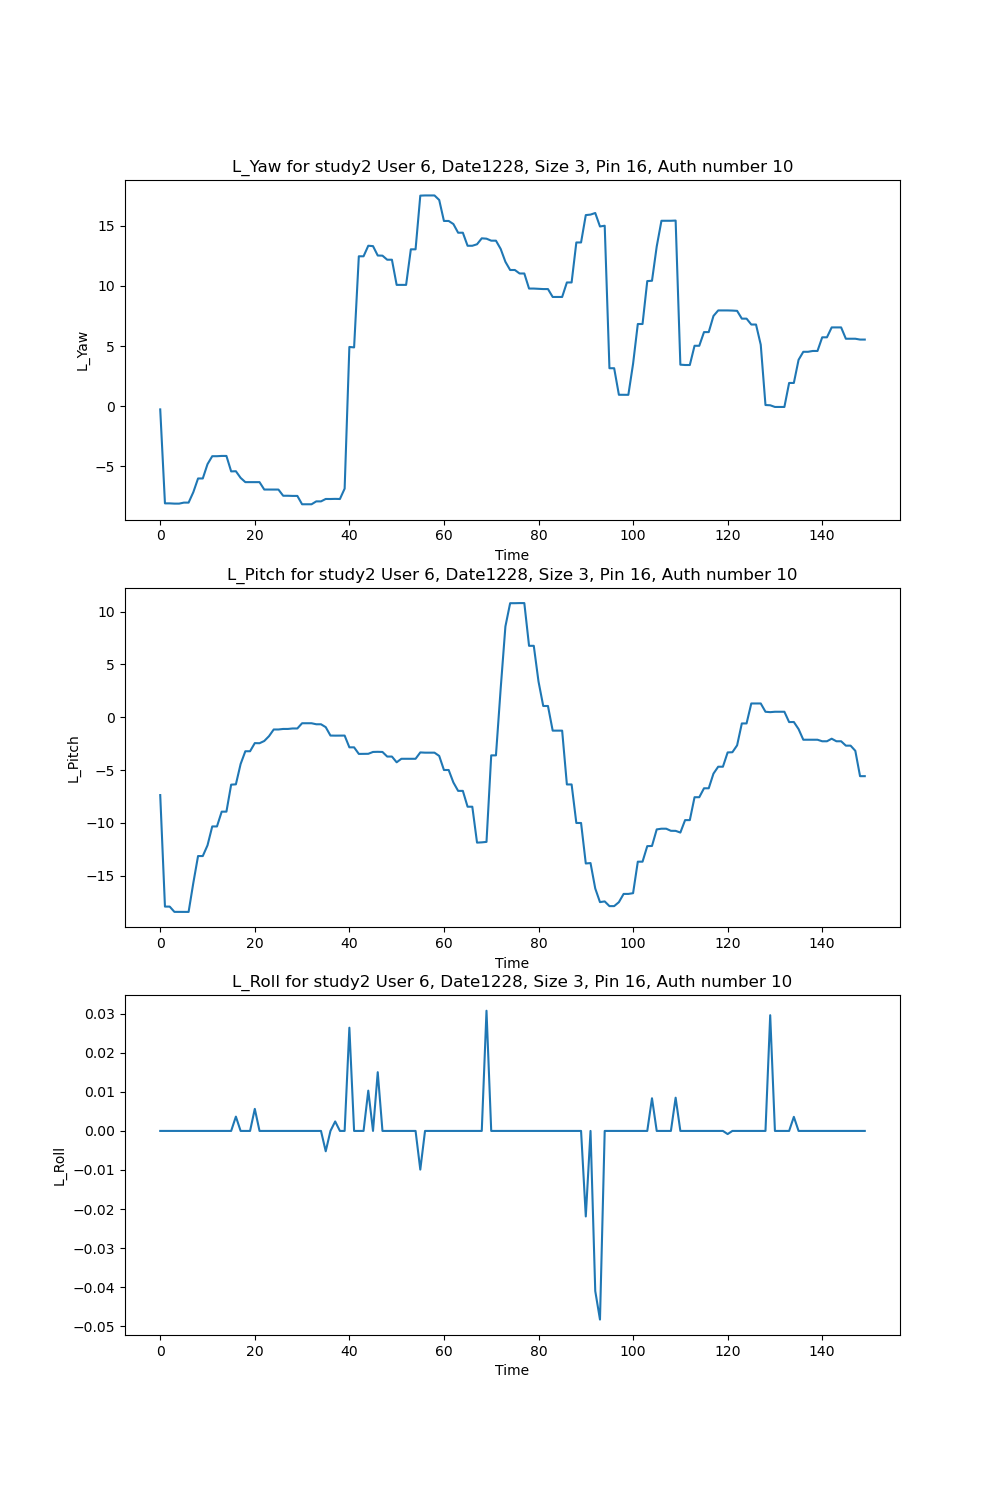 L_Yaw for study2 User 6, Date1228, Size 3, Pin 16, Auth number 10
15
10
5
0
−5
L_Yaw
0 20 40 60 80 100 120 140
Time
L_Pitch for study2 User 6, Date1228, Size 3, Pin 16, Auth number 10
10
5
0
−5
−10
−15
L_Pitch
0 20 40 60 80 100 120 140
Time
L_Roll for study2 User 6, Date1228, Size 3, Pin 16, Auth number 10
0.03
0.02
0.01
0.00
−0.01
−0.02
−0.03
−0.04
−0.05
L_Roll
0 20 40 60 80 100 120 140
Time